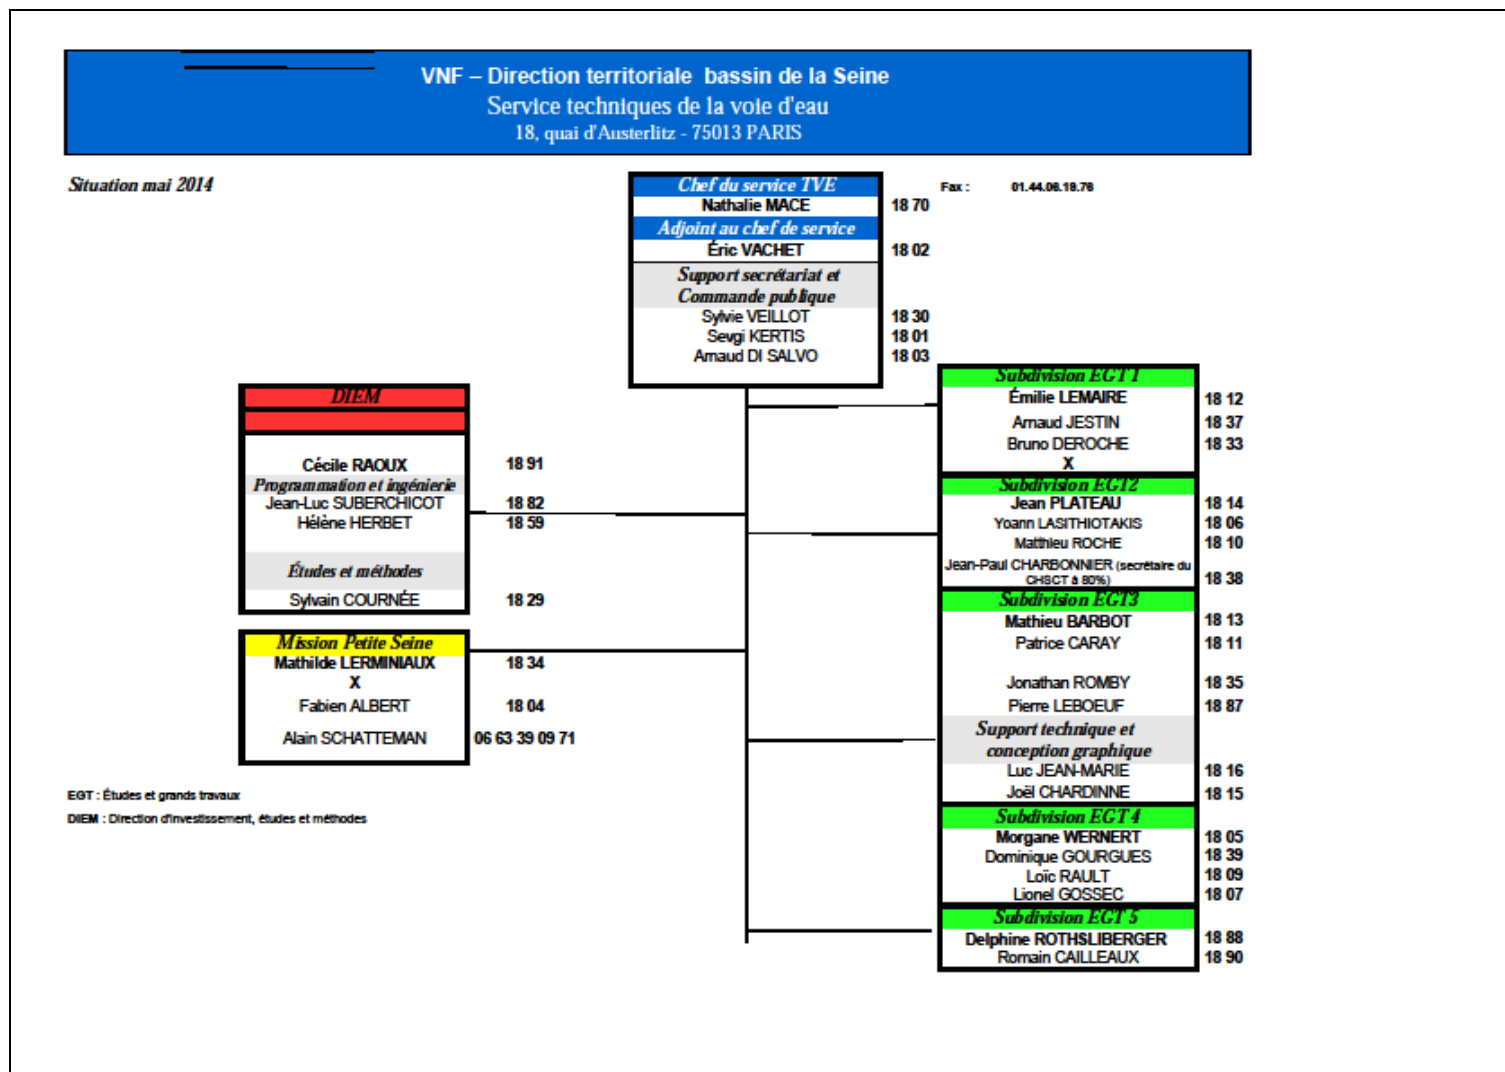 VNF – Direction territoriale bassin de la Seine
Service techniques de la voie d'eau
18, quai d'Austerlitz - 75013 PARIS
Situation mai 2014
Fax : 01.44.06.18.76
Chef du service TVE
Nathalie MACE 18 70
Adjoint au chef de service
Éric VACHET 18 02
Support secrétariat et
Commande publique
Sylvie VEILLOT 18 30
Sevgi KERTIS 18 01
Arnaud DI SALVO 18 03
DIEM
Cécile RAOUX 18 91
Programmation et ingénierie
Jean-Luc SUBERCHICOT 18 82
Hélène HERBET 18 59
Études et méthodes
Sylvain COURNÉE 18 29
Mission Petite Seine
Mathilde LERMINIAUX 18 34
X
Fabien ALBERT 18 04
Alain SCHATTEMAN 06 63 39 09 71
EGT : Études et grands travaux
DIEM : Direction d'investissement, études et méthodes
Subdivision EGT 1
Émilie LEMAIRE 18 12
Arnaud JESTIN 18 37
Bruno DEROCHE 18 33
X
Subdivision EGT2
Jean PLATEAU 18 14
Yoann LASITHIOTAKIS 18 06
Matthieu ROCHE 18 10
Jean-Paul CHARBONNIER (secrétaire du
CHSCT à 80%) 18 38
Subdivision EGT3
Mathieu BARBOT 18 13
Patrice CARAY 18 11
Jonathan ROMBY 18 35
Pierre LEBOEUF 18 87
Support technique et
conception graphique
Luc JEAN-MARIE 18 16
Joël CHARDINNE 18 15
Subdivision EGT 4
Morgane WERNERT 18 05
Dominique GOURGUES 18 39
Loïc RAULT 18 09
Lionel GOSSEC 18 07
Subdivision EGT 5
Delphine ROTHSLIBERGER 18 88
Romain CAILLEAUX 18 90